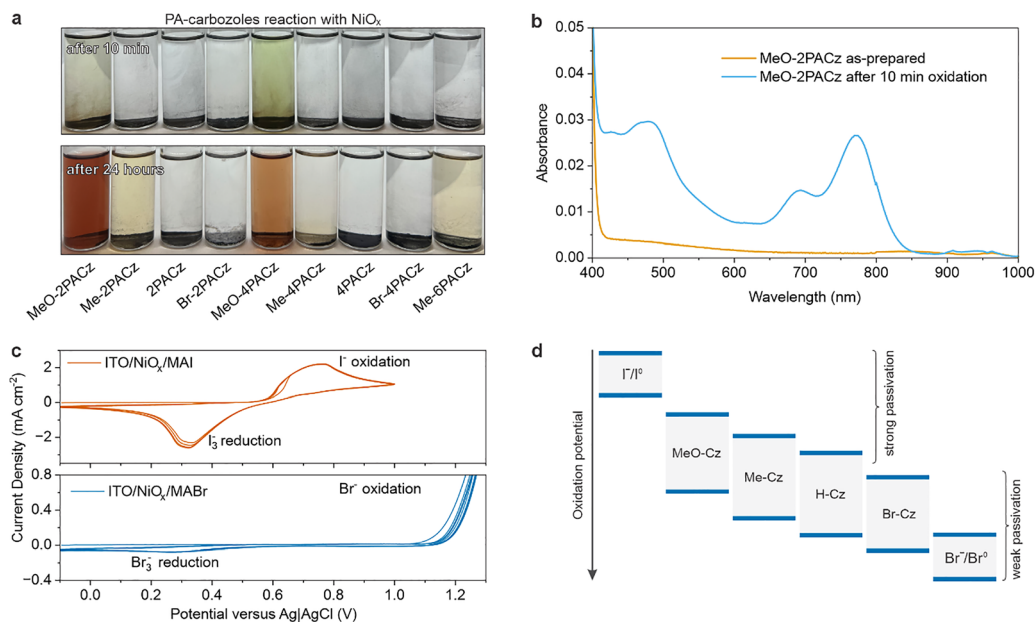 a
PA-carbozoles reaction with NiOₓ
after 10 min
after 24 hours
MeO-2PACz
Me-2PACz
2PACz
Br-2PACz
MeO-4PACz
Me-4PACz
4PACz
Br-4PACz
Me-6PACz
b
0.05
0.04
0.03
0.02
0.01
0.00
Absorbance
MeO-2PACz as-prepared
MeO-2PACz after 10 min oxidation
400 500 600 700 800 900 1000
Wavelength (nm)
c
Current Density (mA cm⁻²)
2
0
-2
ITO/NiOₓ/MAI
I⁻ oxidation
I₃⁻ reduction
0.8
0.4
0.0
-0.4
ITO/NiOₓ/MABr
Br⁻ oxidation
Br₃⁻ reduction
0.0 0.2 0.4 0.6 0.8 1.0 1.2
Potential versus Ag|AgCl (V)
d
Oxidation potential
I⁻/I⁰
MeO-Cz
Me-Cz
H-Cz
Br-Cz
Br⁻/Br⁰
strong passivation
weak passivation